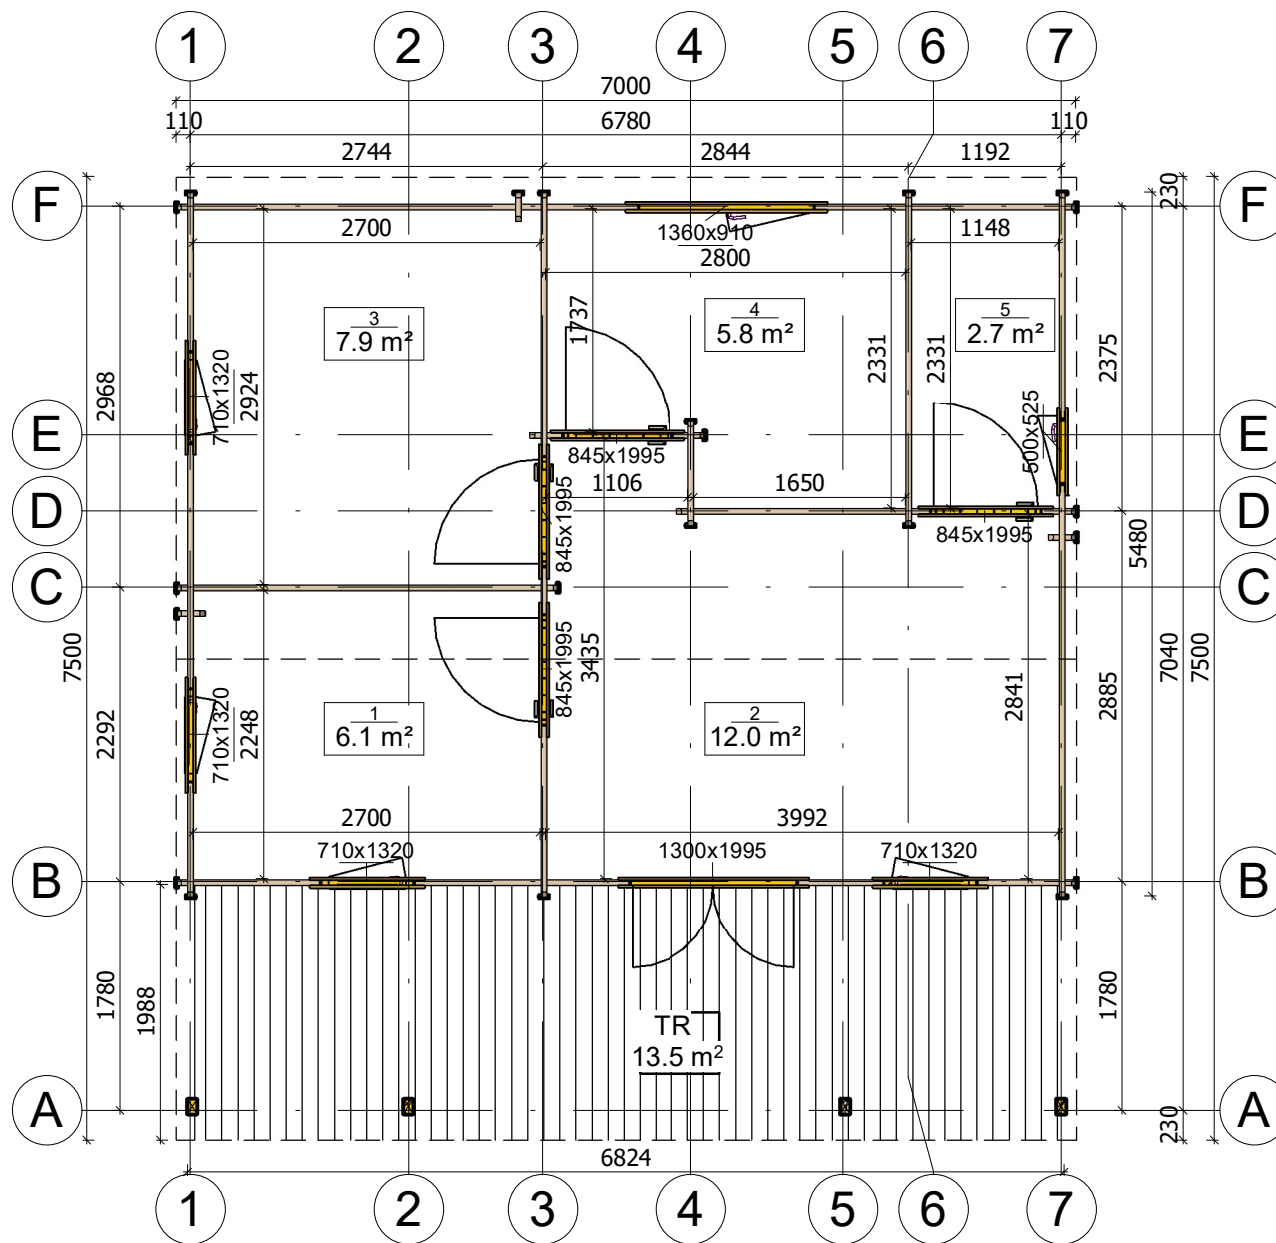 1 2 3 4 5 6 7
7000
110 6780 110
2744 2844 1192
F F
230
2700 1360x910 1148
2800
3 7.9 m²
4 5.8 m²
5 2.7 m²
1737
2331 2331
2375
2968
710x1320 2924
500x525
E E
845x1995
1106 1650
D D
845x1995
845x1995
5480
C C
7500
845x1995
3435
7040
7500
2841
2885
2292
710x1320 2248
1 6.1 m²
2 12.0 m²
2700 3992
710x1320 1300x1995 710x1320
B B
1780
1988
1780
TR
13.5 m²
A A
230
6824
1 2 3 4 5 6 7